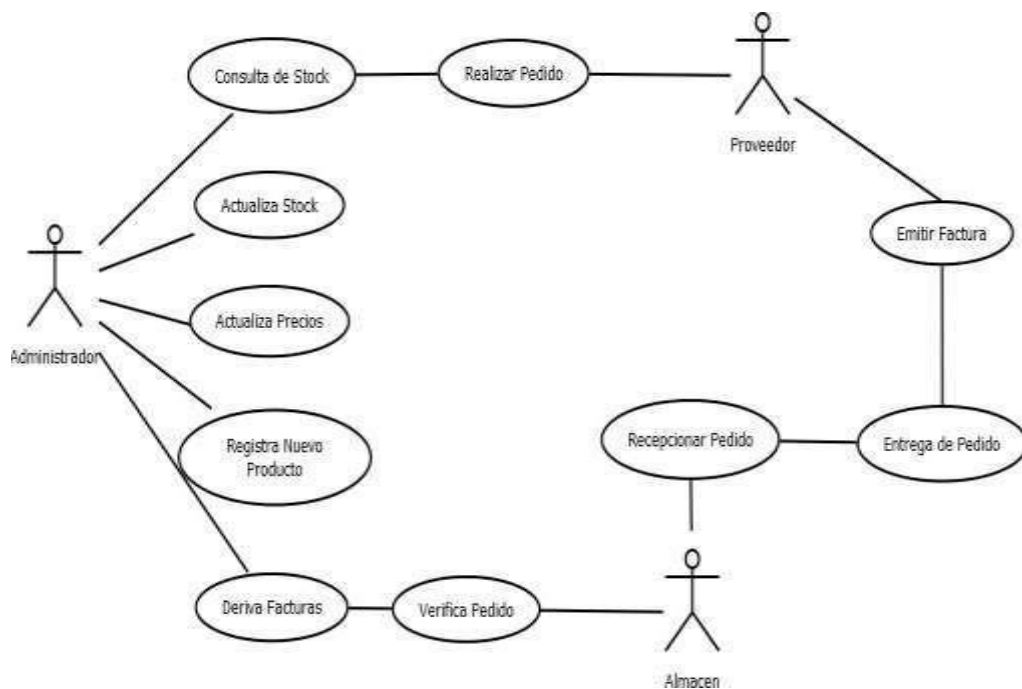 Consulta de Stock
Realizar Pedido
Proveedor
Actualiza Stock
Emitir Factura
Actualiza Precios
Administrador
Registra Nuevo
Producto
Recepcionar Pedido
Entrega de Pedido
Deriva Facturas
Verifica Pedido
Almacen